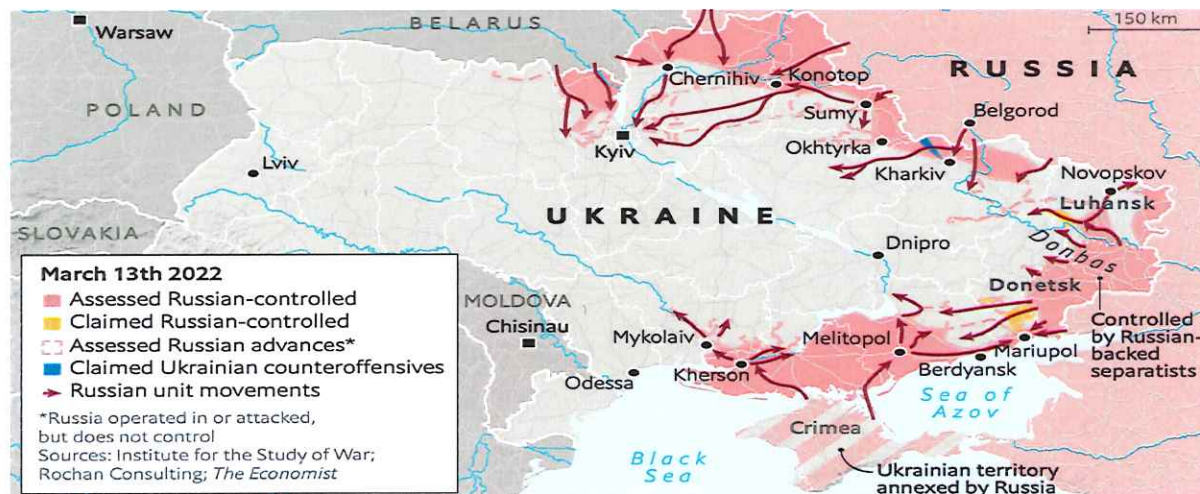 BELARUS
150 km
Warsaw
Chernihiv
Konotop
RUSSIA
POLAND
Sumy
Belgorod
Kyiv
Okhtyrka
Lviv
Kharkiv
Novopskov
Luhansk
UKRAINE
SLOVAKIA
Dnipro
Donbas
Donetsk
March 13th 2022
Assessed Russian-controlled
Claimed Russian-controlled
Assessed Russian advances*
Claimed Ukrainian counteroffensives
Russian unit movements
*Russia operated in or attacked,
but does not control
Sources: Institute for the Study of War;
Rochan Consulting; The Economist
MOLDOVA
Chisinau
Mykolaiv
Melitopol
Mariupol
Controlled
by Russian-
backed
separatists
Odessa
Kherson
Berdyansk
Sea of
Azov
Crimea
Black
Sea
Ukrainian territory
annexed by Russia